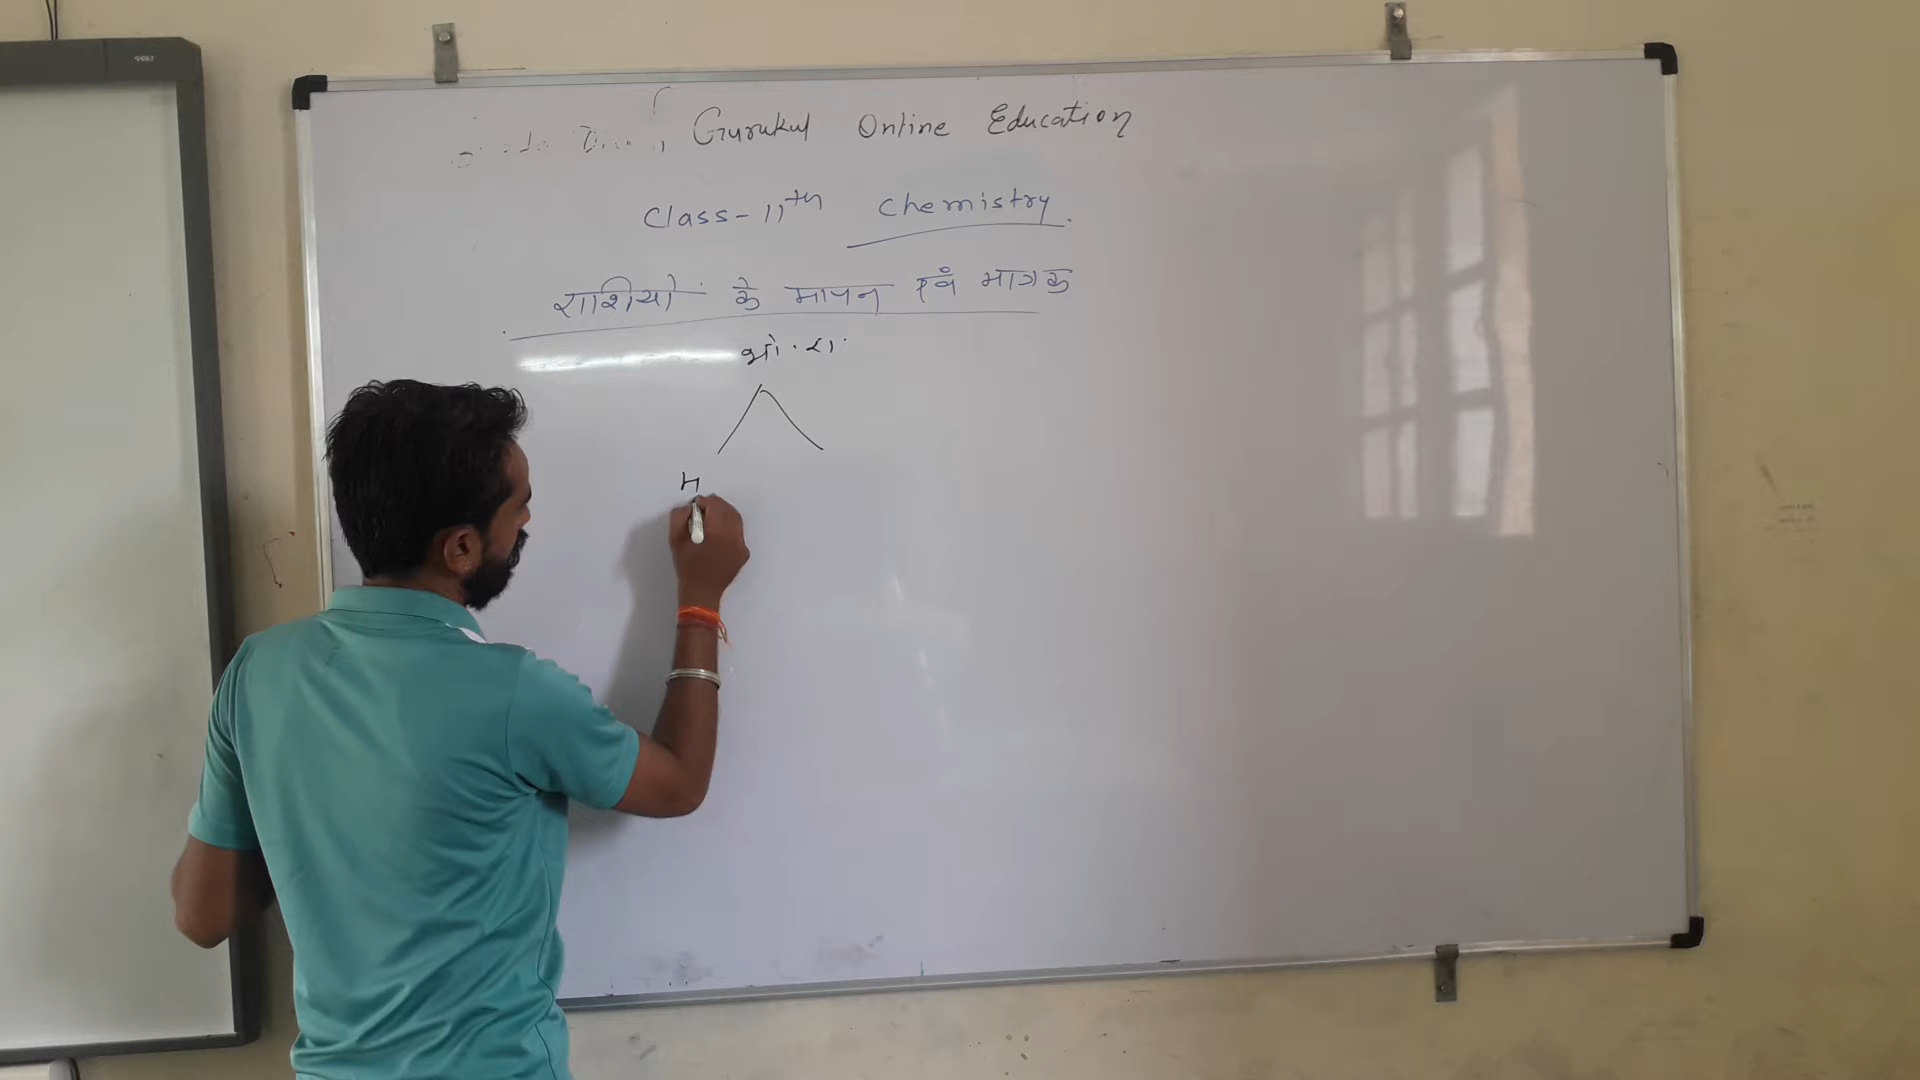 Gurukul Online Education
Class-11th Chemistry
राशियो के मापन एवं मात्रक
भौ. रा.
म